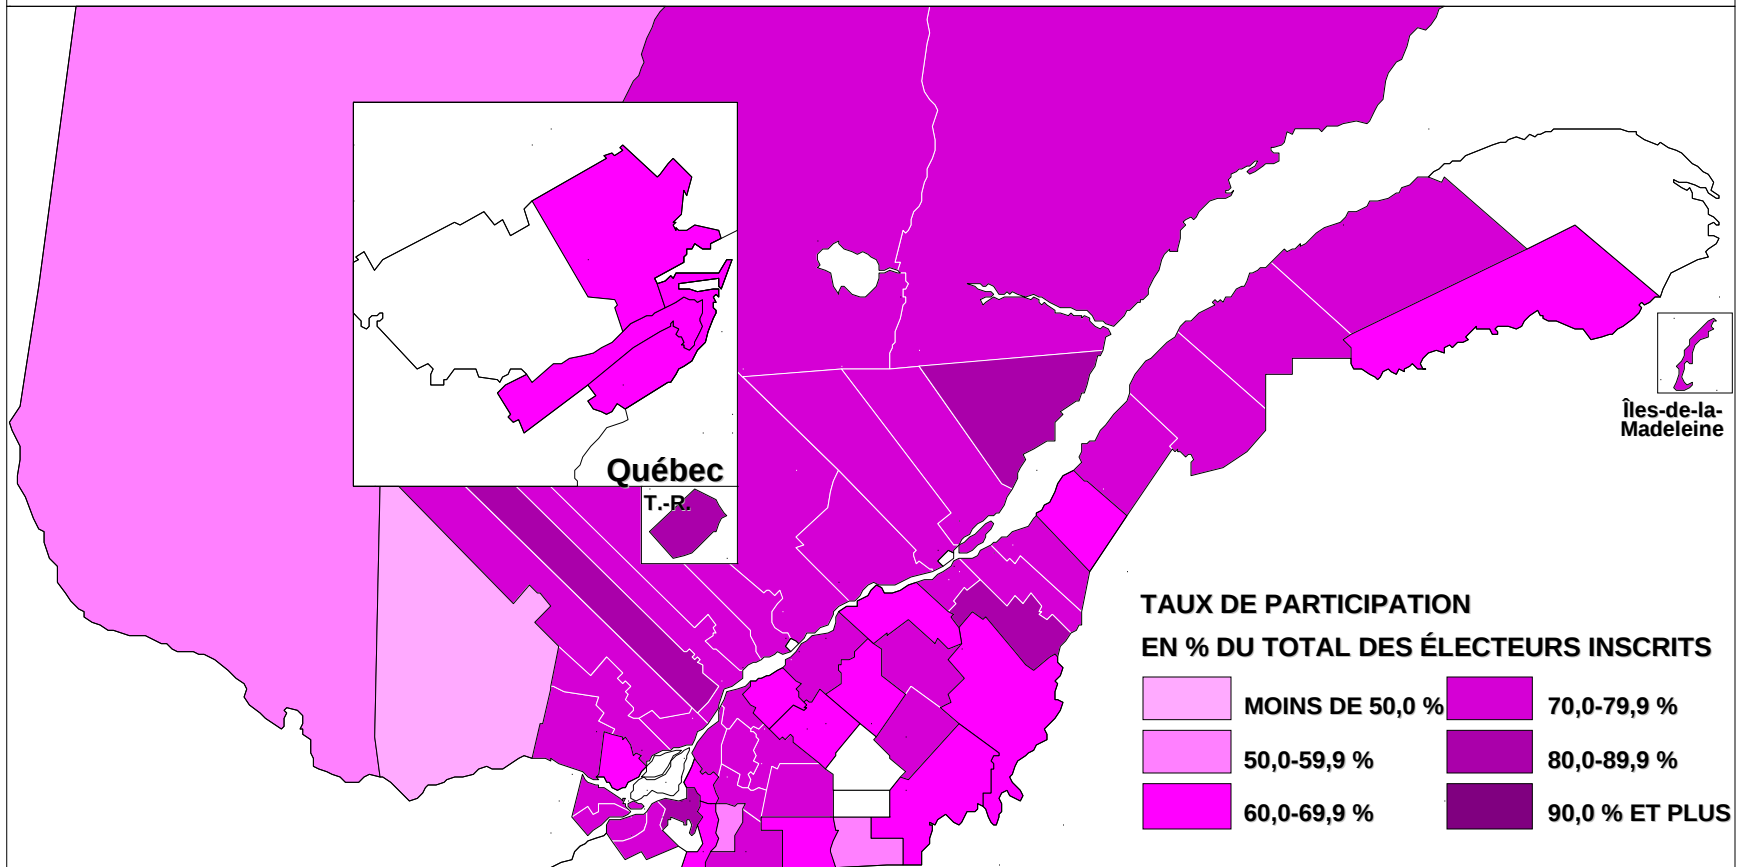 Québec
T.-R.
Îles-de-la-
Madeleine
TAUX DE PARTICIPATION
EN % DU TOTAL DES ÉLECTEURS INSCRITS
MOINS DE 50,0 %
50,0-59,9 %
60,0-69,9 %
70,0-79,9 %
80,0-89,9 %
90,0 % ET PLUS